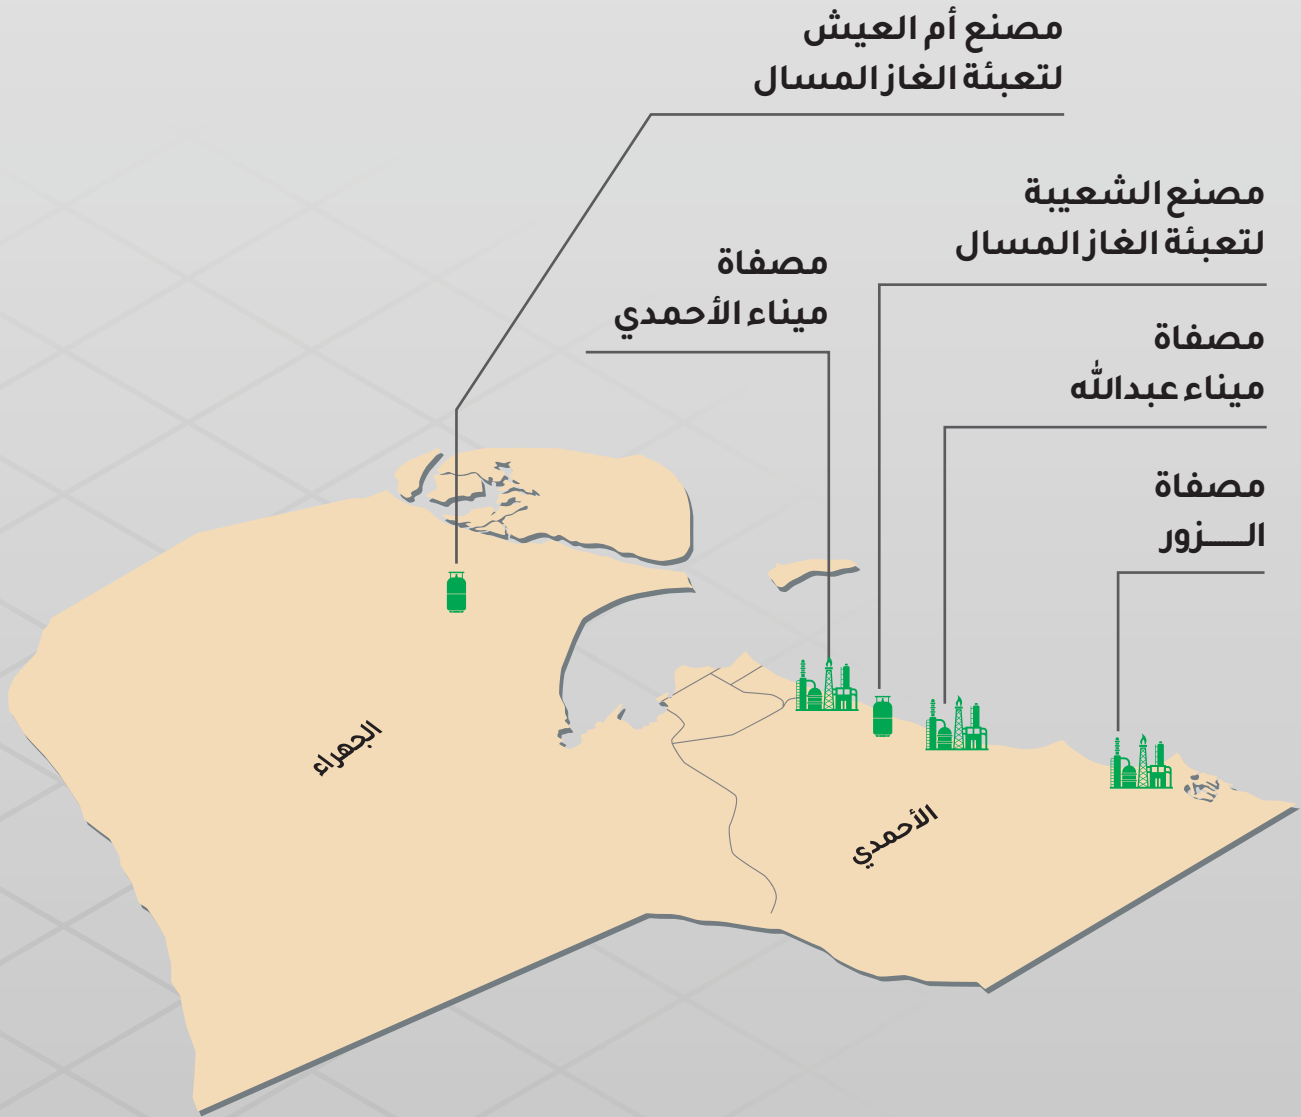 مصنع أم العيش
لتعبئة الغاز المسال
مصنع الشعيبة
لتعبئة الغاز المسال
مصفاة
ميناء الأحمدي
مصفاة
ميناء عبدالله
مصفاة
الـــزور
الجهراء
الأحمدي